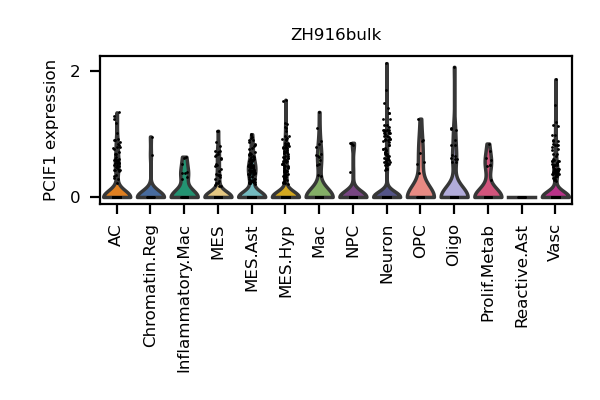 ZH916bulk
PCIF1 expression
2
0
AC
Chromatin.Reg
Inflammatory.Mac
MES
MES.Ast
MES.Hyp
Mac
NPC
Neuron
OPC
Oligo
Prolif.Metab
Reactive.Ast
Vasc